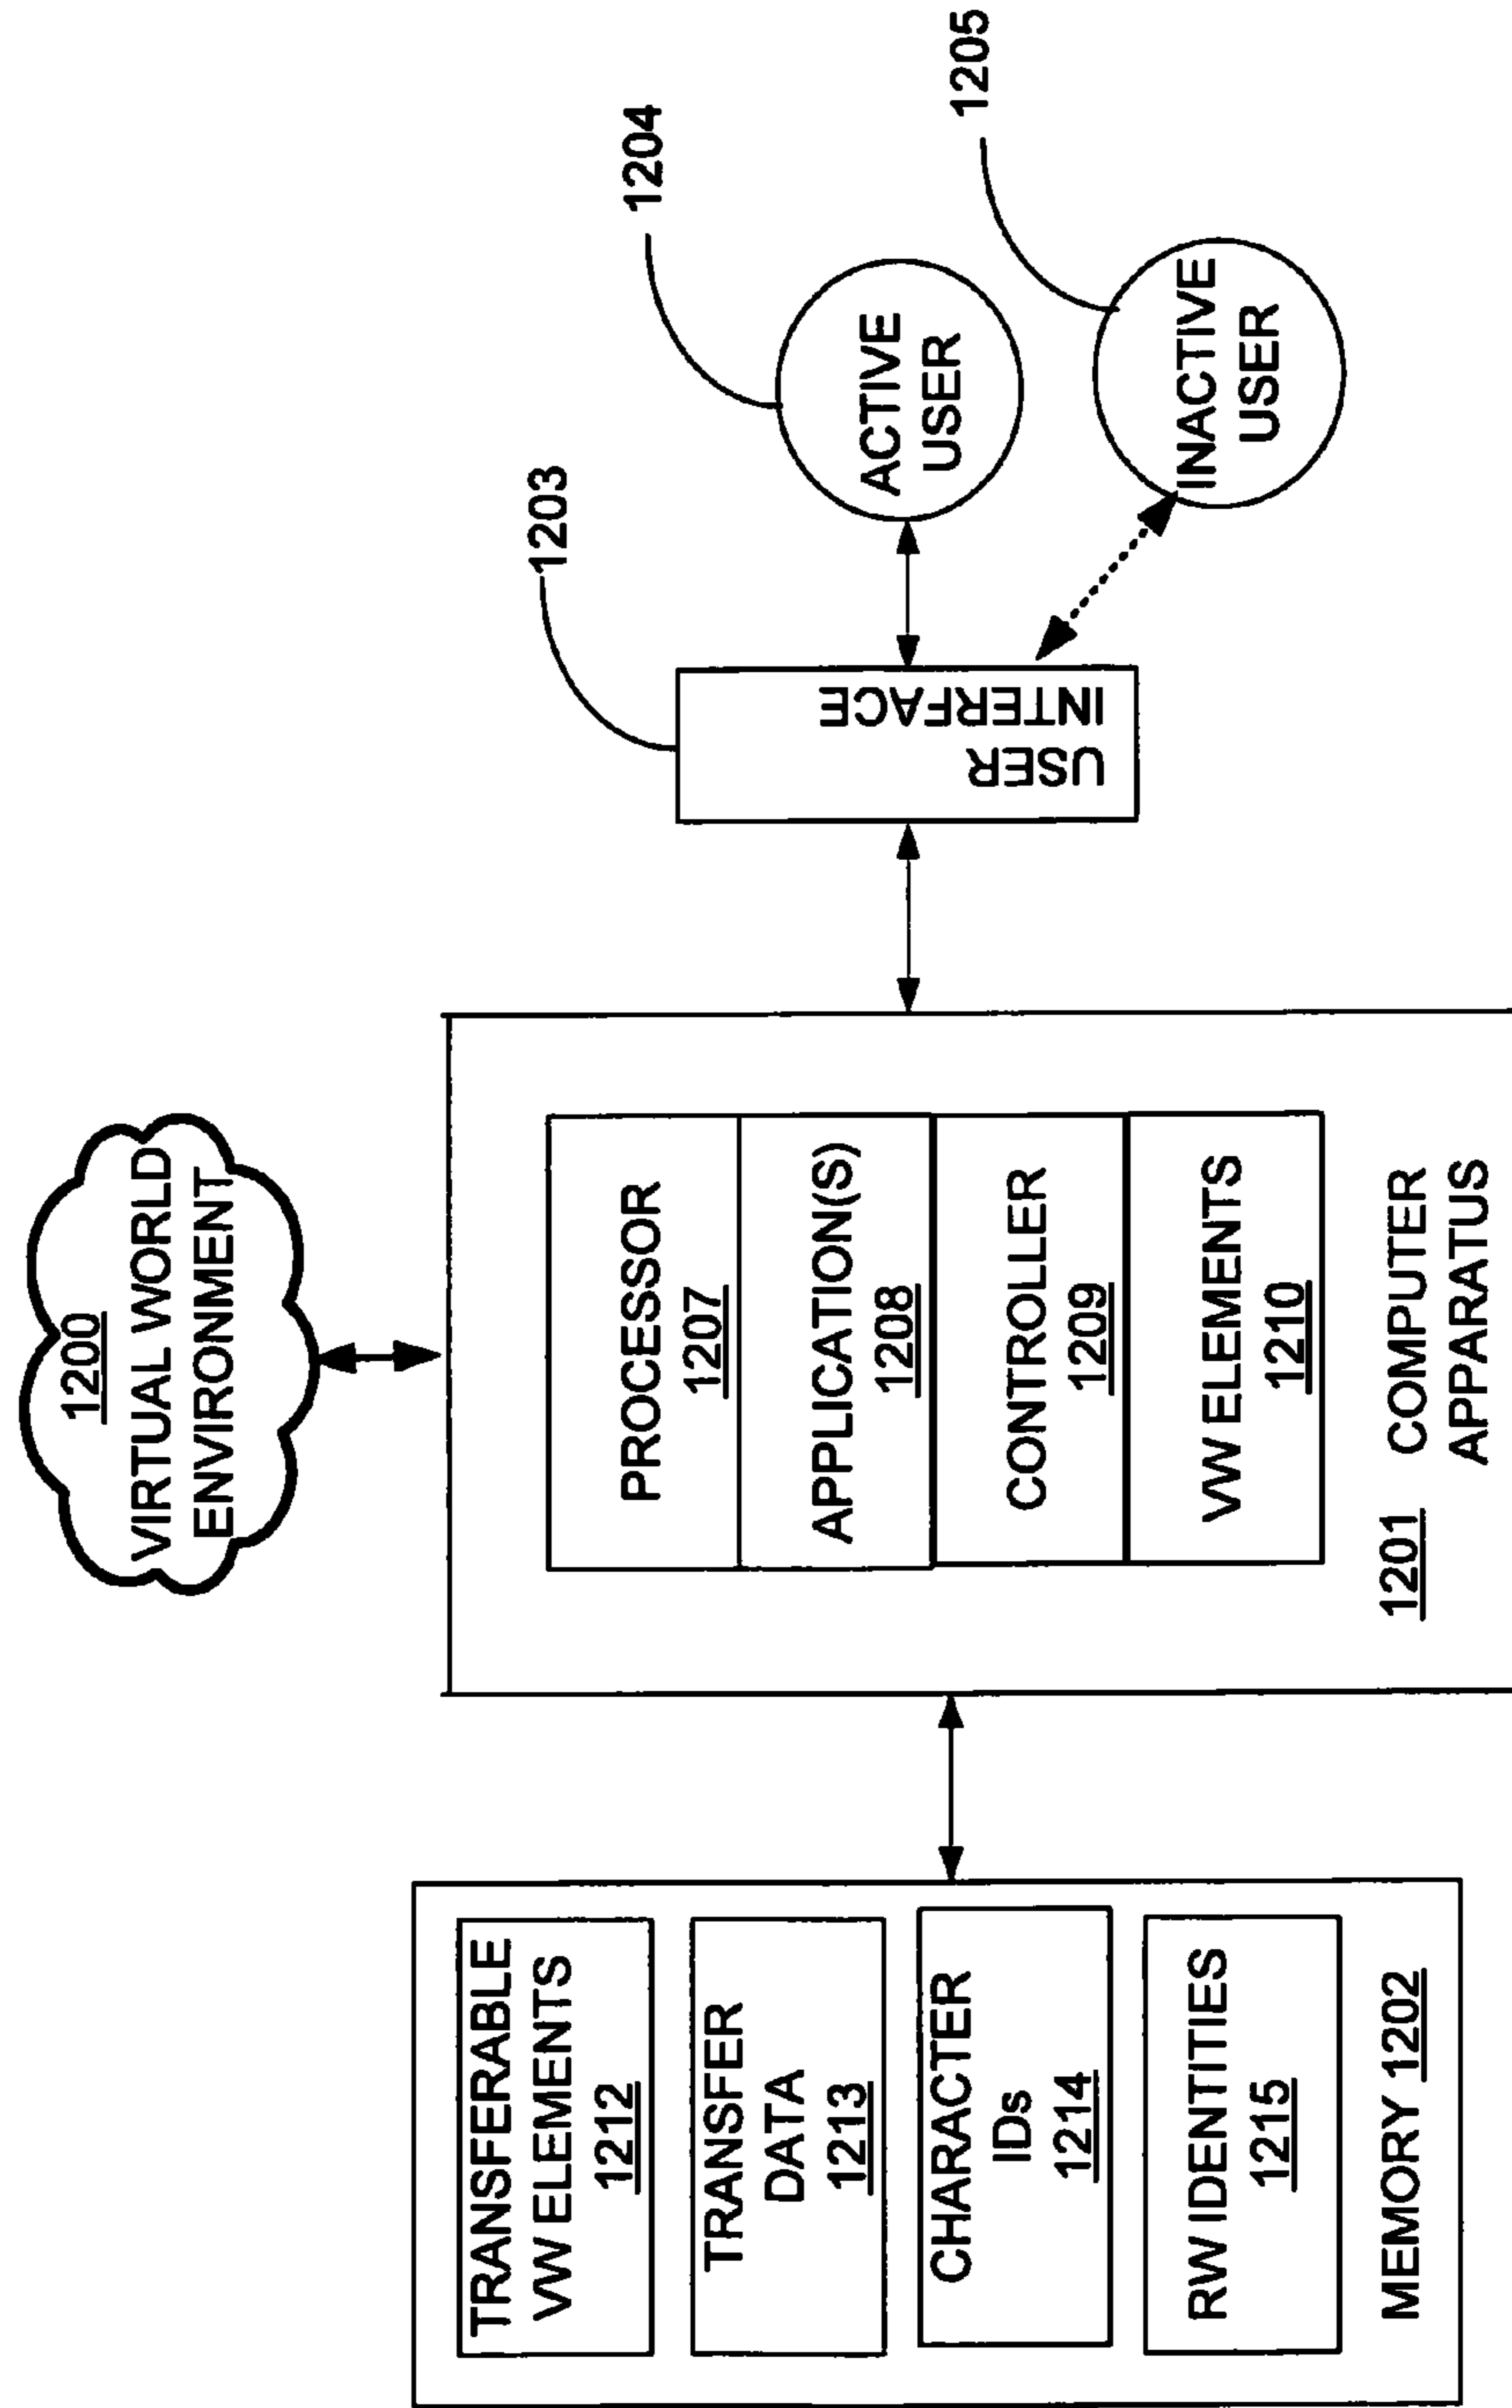 1200
VIRTUAL WORLD
ENVIRONMENT
TRANSFERABLE
VW ELEMENTS
1212
TRANSFER
DATA
1213
CHARACTER
IDs
1214
RW IDENTITIES
1215
MEMORY 1202
PROCESSOR
1207
APPLICATION(S)
1208
CONTROLLER
1209
VW ELEMENTS
1210
1201 COMPUTER
APPARATUS
1203
USER
INTERFACE
1204
ACTIVE
USER
1205
INACTIVE
USER